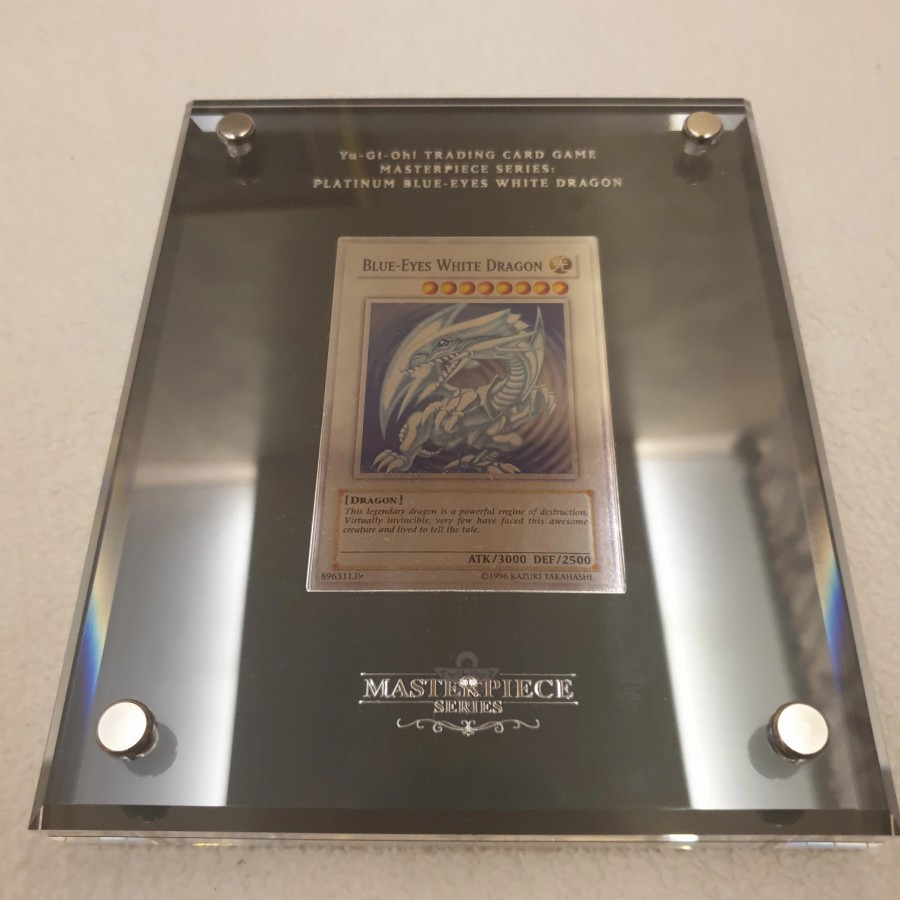 Yu-Gi-Oh! TRADING CARD GAME
MASTERPIECE SERIES:
PLATINUM BLUE-EYES WHITE DRAGON
BLUE-EYES WHITE DRAGON 光
[DRAGON]
This legendary dragon is a powerful engine of destruction.
Virtually invincible, very few have faced this awesome
creature and lived to tell the tale.
ATK/3000 DEF/2500
©1996 KAZUKI TAKAHASHI
MASTERPIECE
SERIES